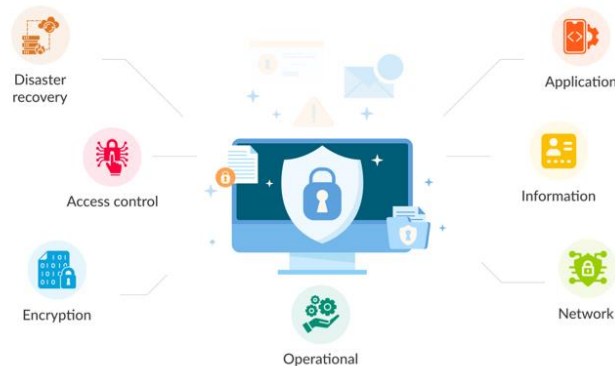 Disaster
recovery
Application
Access control
Information
Encryption
Network
Operational